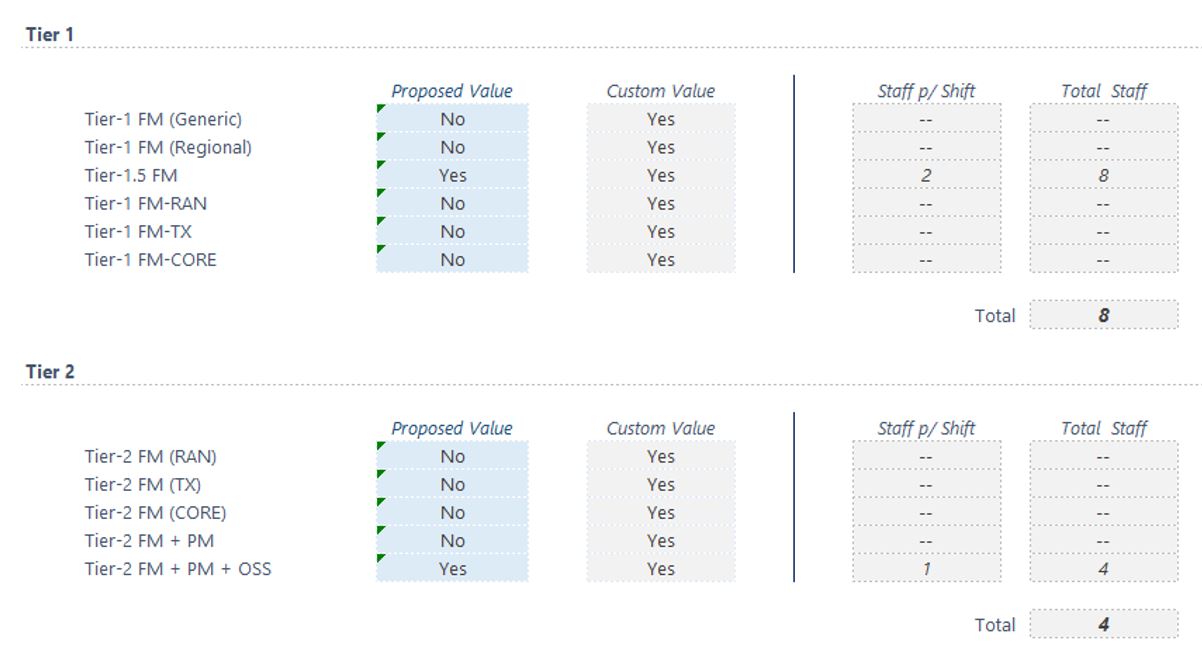 Tier 1
Proposed Value Custom Value Staff p/ Shift Total Staff
Tier-1 FM (Generic) No Yes -- --
Tier-1 FM (Regional) No Yes -- --
Tier-1.5 FM Yes Yes 2 8
Tier-1 FM-RAN No Yes -- --
Tier-1 FM-TX No Yes -- --
Tier-1 FM-CORE No Yes -- --
Total 8
Tier 2
Proposed Value Custom Value Staff p/ Shift Total Staff
Tier-2 FM (RAN) No Yes -- --
Tier-2 FM (TX) No Yes -- --
Tier-2 FM (CORE) No Yes -- --
Tier-2 FM + PM No Yes -- --
Tier-2 FM + PM + OSS Yes Yes 1 4
Total 4